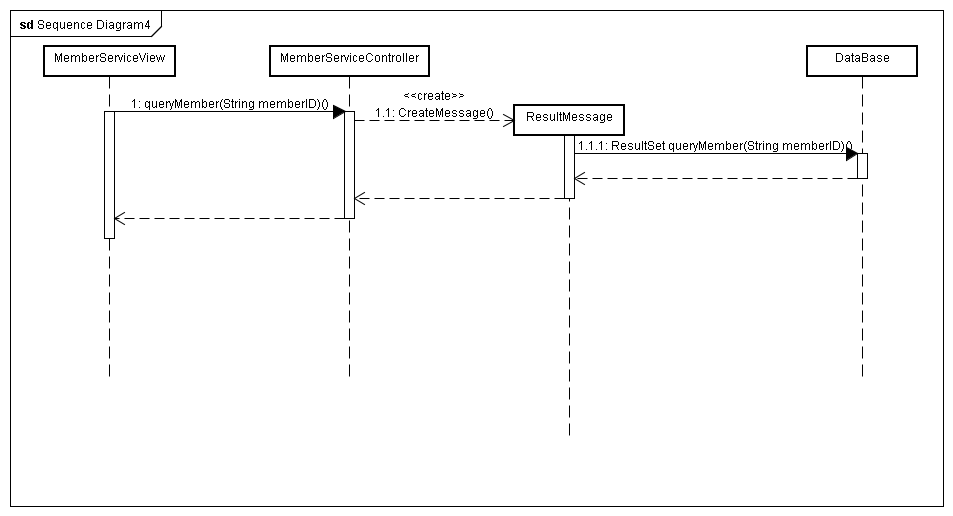 sd Sequence Diagram4
MemberServiceView
MemberServiceController
DataBase
1: queryMember(String memberID)()
<<create>>
1.1: CreateMessage()
ResultMessage
1.1.1: ResultSet queryMember(String memberID)()